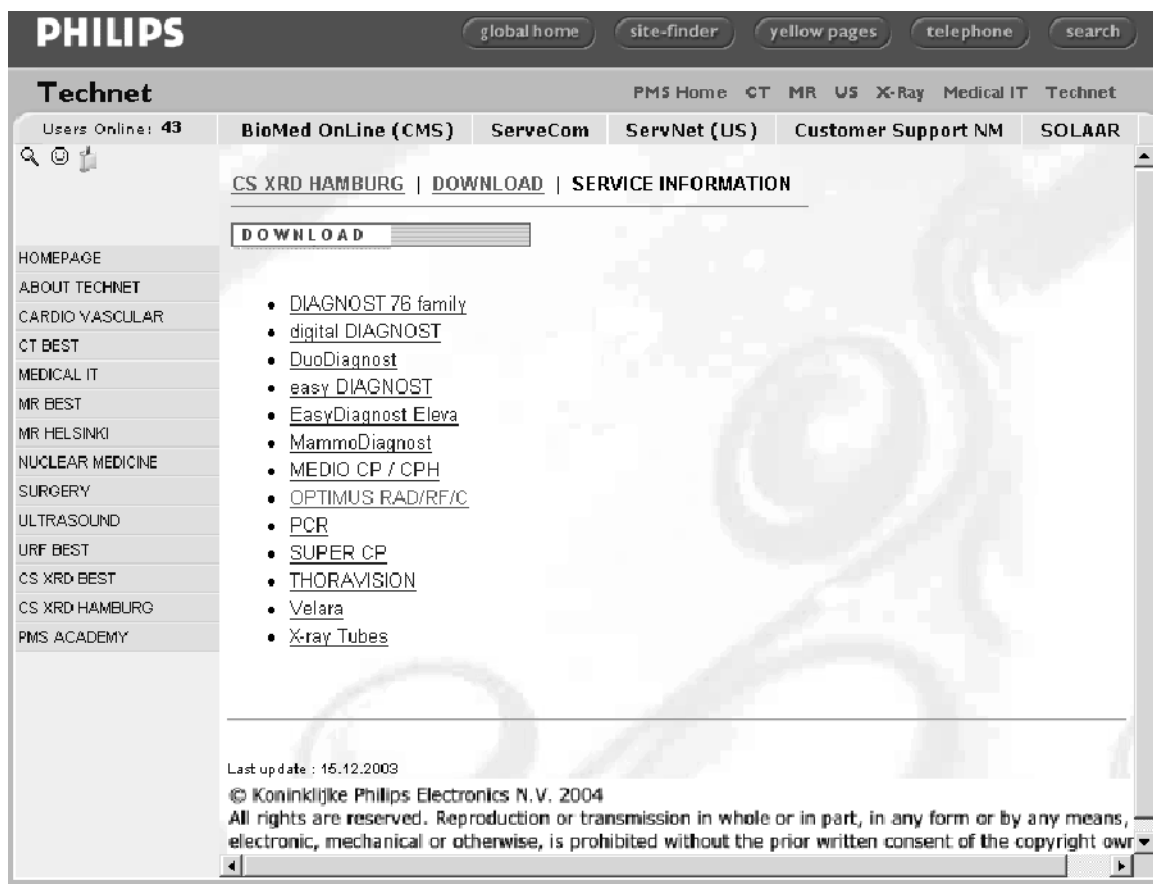 PHILIPS
global home site-finder yellow pages telephone search
Technet
PMS Home CT MR US X-Ray Medical IT Technet
Users Online: 43
BioMed OnLine (CMS) ServeCom ServNet (US) Customer Support NM SOLAAR
CS XRD HAMBURG | DOWNLOAD | SERVICE INFORMATION
DOWNLOAD
HOMEPAGE
ABOUT TECHNET
CARDIO VASCULAR
CT BEST
MEDICAL IT
MR BEST
MR HELSINKI
NUCLEAR MEDICINE
SURGERY
ULTRASOUND
URF BEST
CS XRD BEST
CS XRD HAMBURG
PMS ACADEMY
• DIAGNOST 76 family
• digital DIAGNOST
• DuoDiagnost
• easy DIAGNOST
• EasyDiagnost Eleva
• MammoDiagnost
• MEDIO CP / CPH
• OPTIMUS RAD/RF/C
• PCR
• SUPER CP
• THORAVISION
• Velara
• X-ray Tubes
Last update : 15.12.2003
© Koninklijke Philips Electronics N.V. 2004
All rights are reserved. Reproduction or transmission in whole or in part, in any form or by any means,
electronic, mechanical or otherwise, is prohibited without the prior written consent of the copyright owr